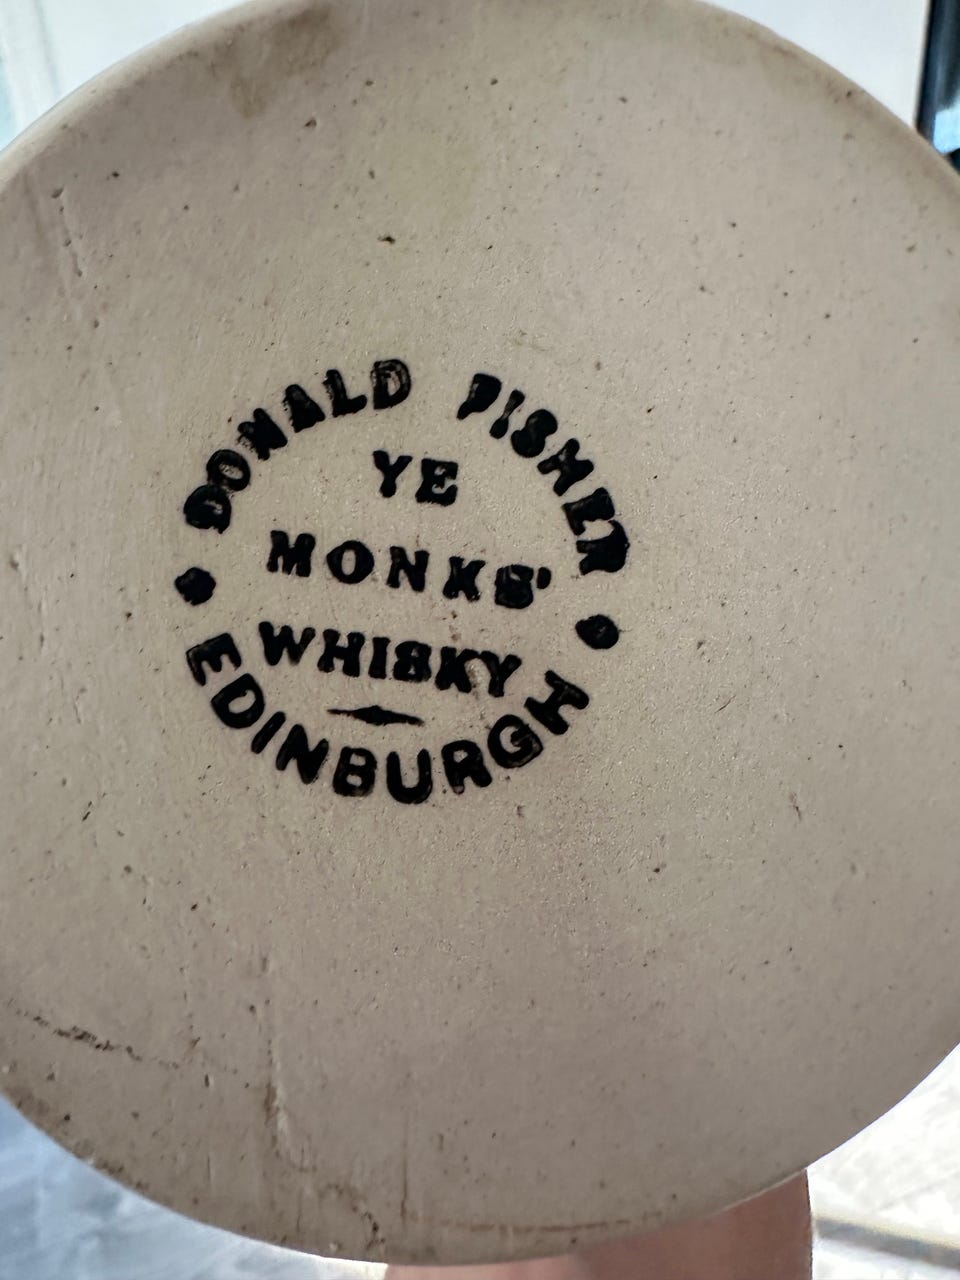 DONALD FISHER
YE
MONKS'
WHISKY
EDINBURGH